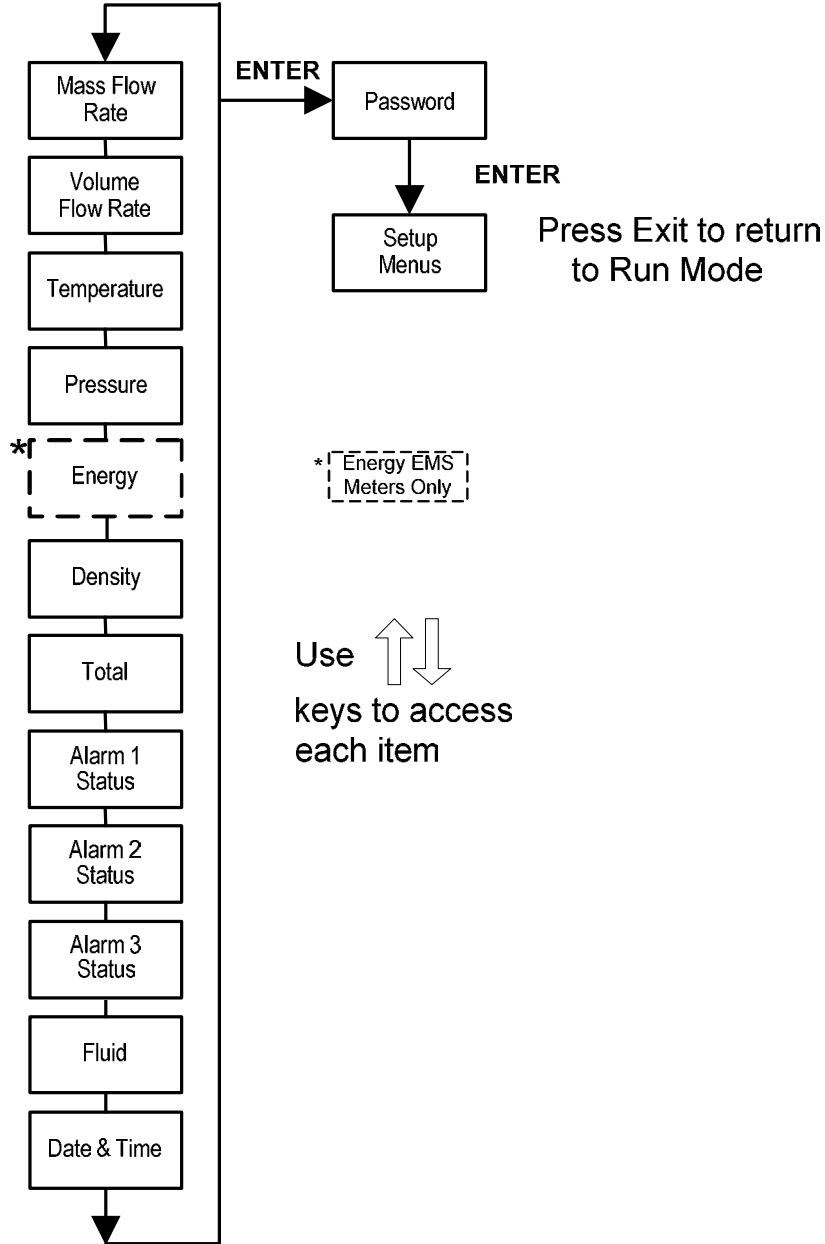 Mass Flow
Rate
Volume
Flow Rate
Temperature
Pressure
*
Energy
Density
Total
Alarm 1
Status
Alarm 2
Status
Alarm 3
Status
Fluid
Date & Time
ENTER
Password
ENTER
Setup
Menus
Press Exit to return
to Run Mode
* Energy EMS
Meters Only
Use
keys to access
each item